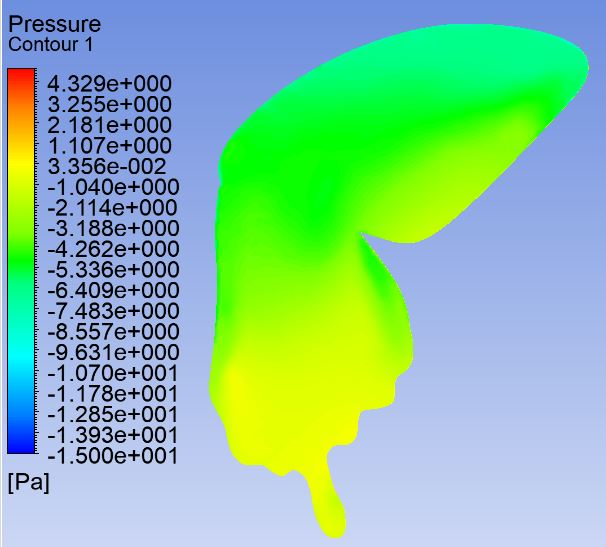 Pressure
Contour 1
4.329e+000
3.255e+000
2.181e+000
1.107e+000
3.356e-002
-1.040e+000
-2.114e+000
-3.188e+000
-4.262e+000
-5.336e+000
-6.409e+000
-7.483e+000
-8.557e+000
-9.631e+000
-1.070e+001
-1.178e+001
-1.285e+001
-1.393e+001
-1.500e+001
[Pa]